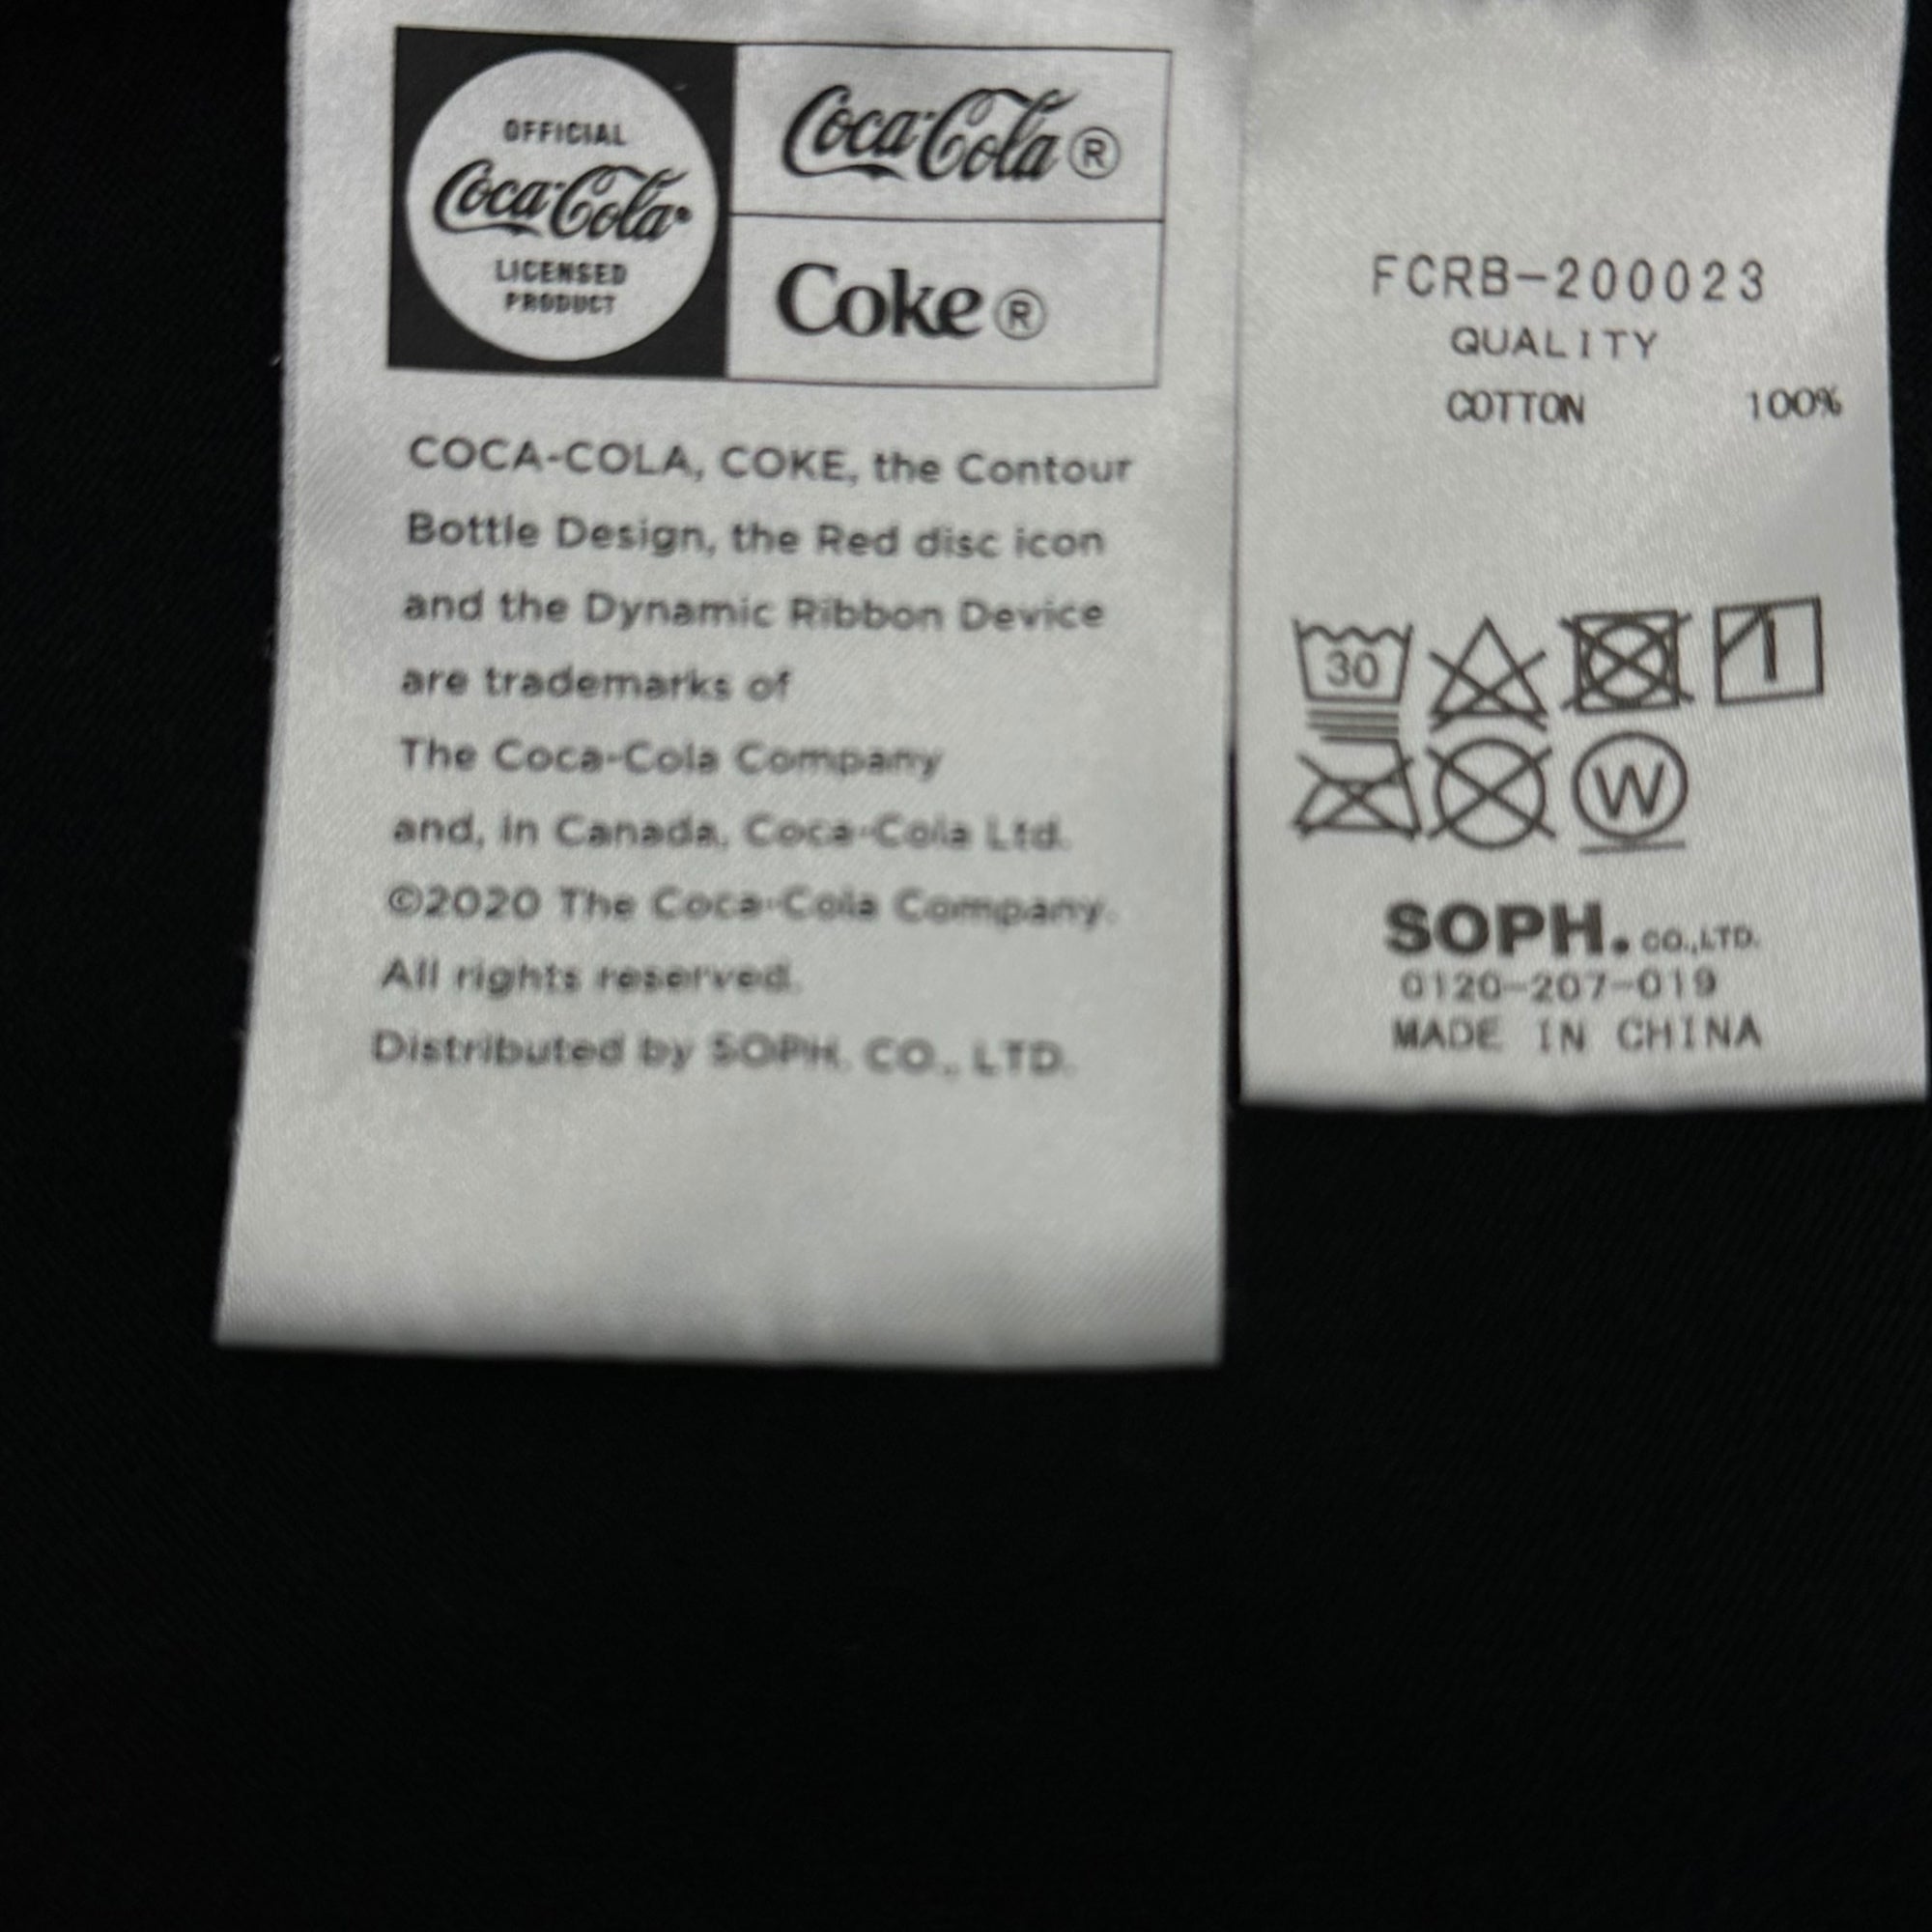 OFFICIAL
Coca-Cola®
LICENSED
PRODUCT
Coca-Cola®
Coke®
COCA-COLA, COKE, the Contour
Bottle Design, the Red disc icon
and the Dynamic Ribbon Device
are trademarks of
The Coca-Cola Company
and, in Canada, Coca-Cola Ltd.
©2020 The Coca-Cola Company.
All rights reserved.
Distributed by SOPH. CO., LTD.
FCRB-200023
QUALITY
COTTON 100%
30
W
SOPH. CO.,LTD.
0120-207-019
MADE IN CHINA